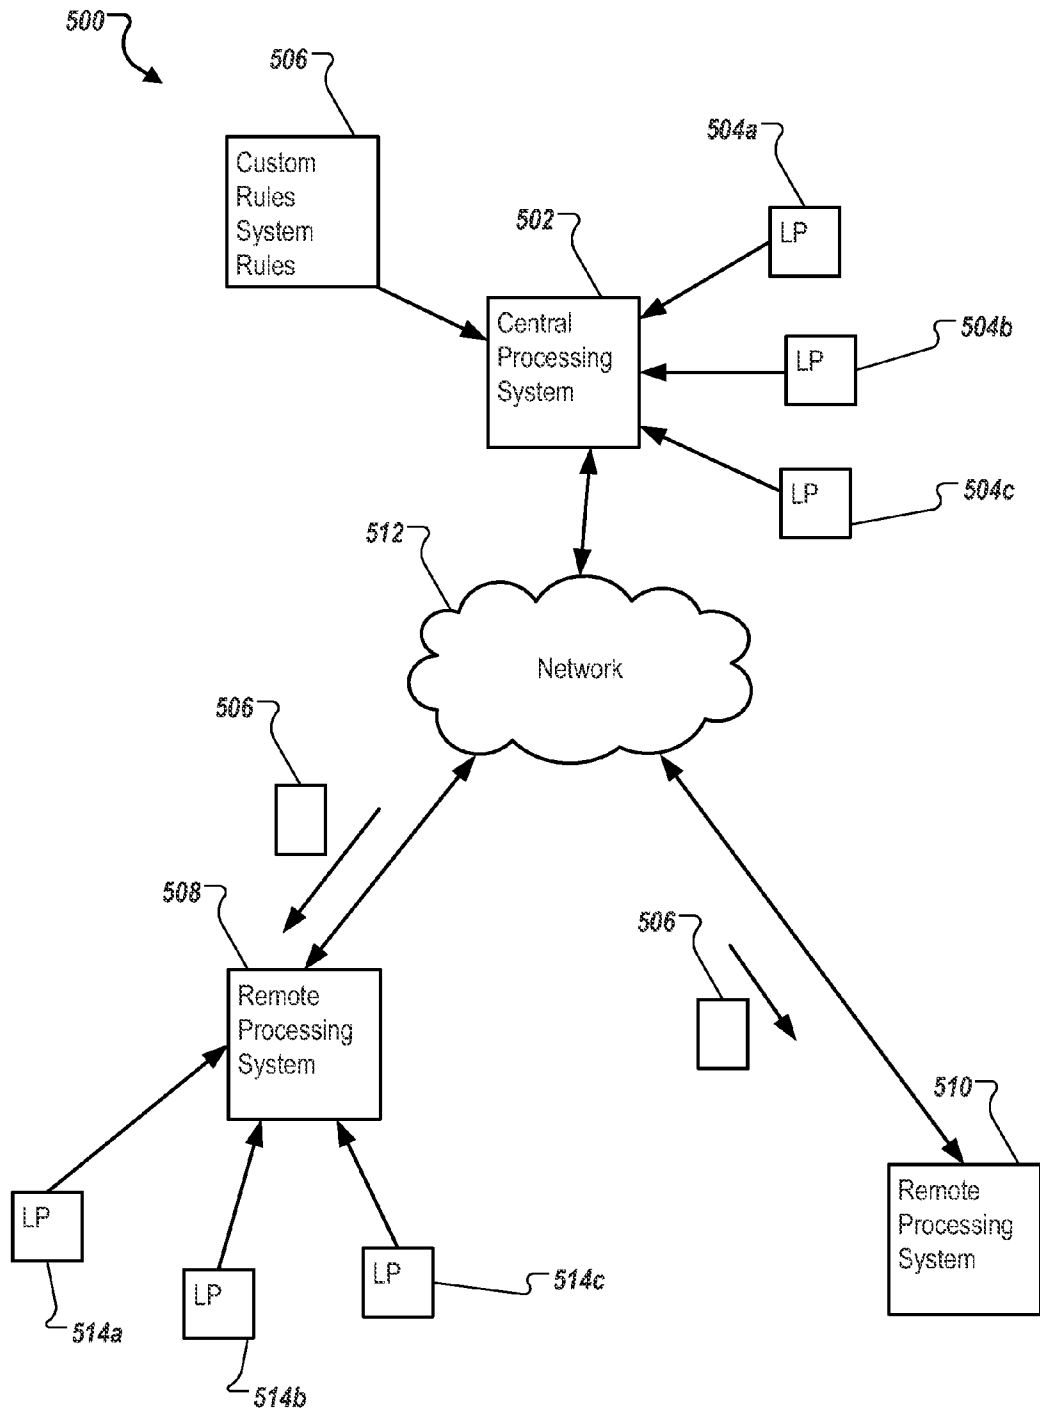 500
506
504a
Custom
Rules
System
Rules
502
LP
Central
Processing
System
LP
504b
LP
504c
512
Network
506
508
506
Remote
Processing
System
510
LP
LP
LP
514c
Remote
Processing
System
514a
514b